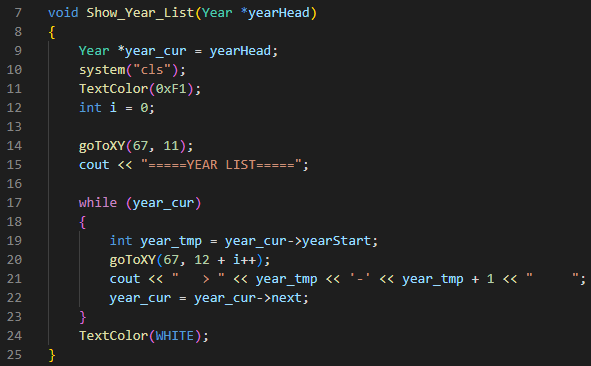 7 void Show_Year_List(Year *yearHead)
8 {
9     Year *year_cur = yearHead;
10     system("cls");
11     TextColor(0xF1);
12     int i = 0;
13
14     goToXY(67, 11);
15     cout << "=====YEAR LIST=====";
16
17     while (year_cur)
18     {
19         int year_tmp = year_cur->yearStart;
20         goToXY(67, 12 + i++);
21         cout << "   > " << year_tmp << '-' << year_tmp + 1 << "     ";
22         year_cur = year_cur->next;
23     }
24     TextColor(WHITE);
25 }